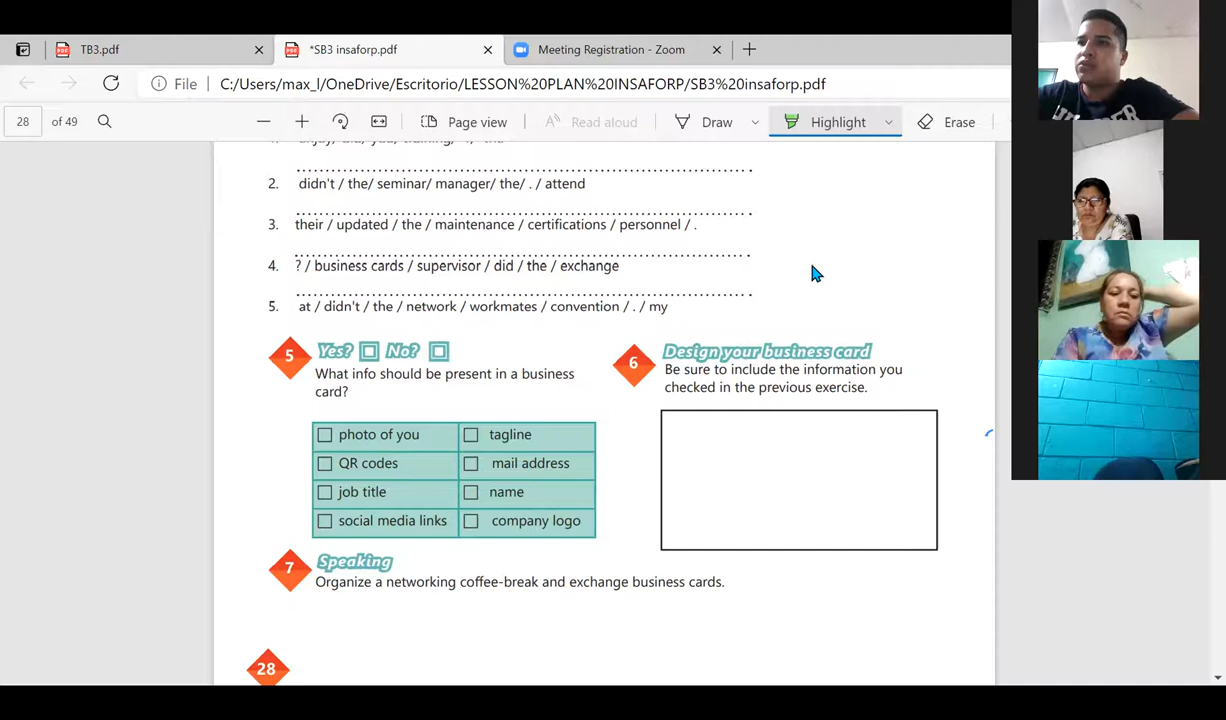 TB3.pdf
*SB3 insaforp.pdf
Meeting Registration - Zoom
File C:/Users/max_l/OneDrive/Escritorio/LESSON%20PLAN%20INSAFORP/SB3%20insaforp.pdf
28 of 49
Page view
Read aloud
Draw
Highlight
Erase
2. didn't / the/ seminar/ manager/ the/ . / attend
3. their / updated / the / maintenance / certifications / personnel / .
4. ? / business cards / supervisor / did / the / exchange
5. at / didn't / the / network / workmates / convention / . / my
5 Yes? No?
What info should be present in a business
card?
photo of you tagline
QR codes mail address
job title name
social media links company logo
6 Design your business card
Be sure to include the information you
checked in the previous exercise.
7 Speaking
Organize a networking coffee-break and exchange business cards.
28